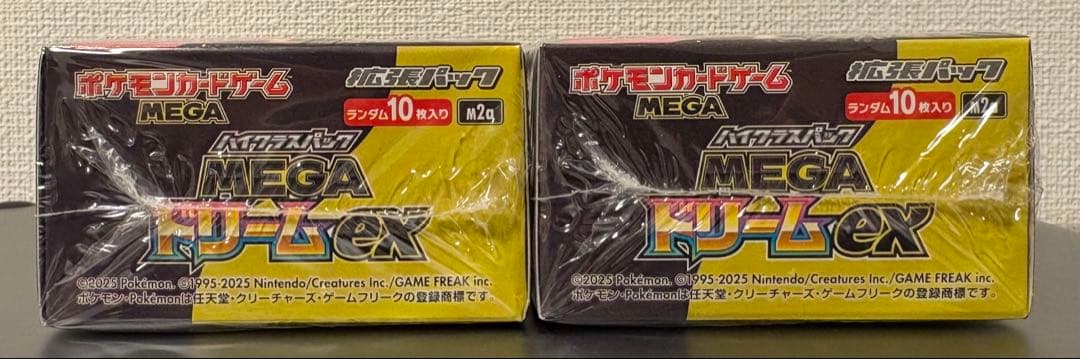 ポケモンカードゲーム
MEGA
拡張パック
ランダム10枚入り
M2a
ハイクラスパック
MEGA
ドリームex
©2025 Pokémon. ©1995-2025 Nintendo/Creatures Inc./GAME FREAK inc.
ポケモン・Pokémonは任天堂・クリーチャーズ・ゲームフリークの登録商標です。
ポケモンカードゲーム
MEGA
拡張パック
ランダム10枚入り
M2a
ハイクラスパック
MEGA
ドリームex
©2025 Pokémon. ©1995-2025 Nintendo/Creatures Inc./GAME FREAK inc.
ポケモン・Pokémonは任天堂・クリーチャーズ・ゲームフリークの登録商標です。